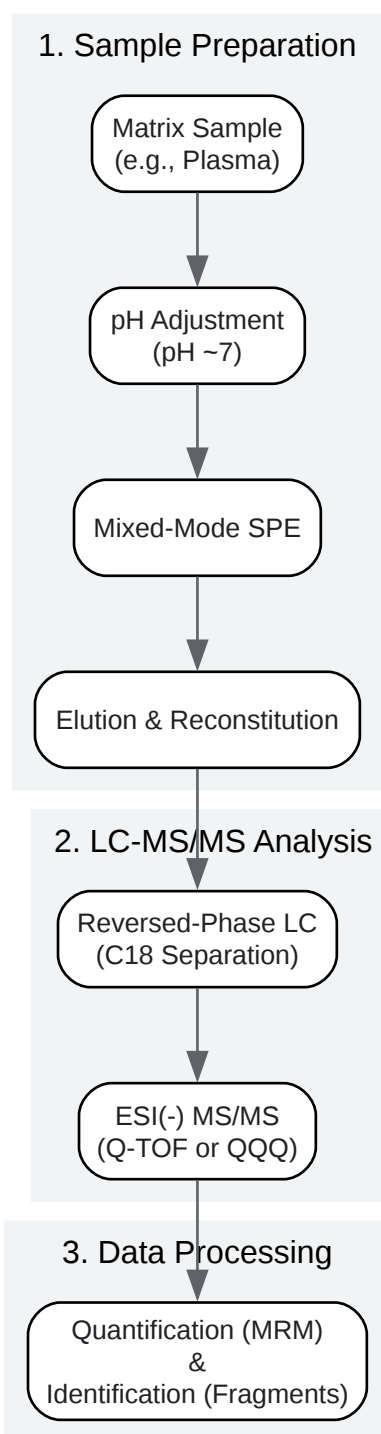 1. Sample Preparation
Matrix Sample
(e.g., Plasma)
pH Adjustment
(pH ~7)
Mixed-Mode SPE
Elution & Reconstitution
2. LC-MS/MS Analysis
Reversed-Phase LC
(C18 Separation)
ESI(-) MS/MS
(Q-TOF or QQQ)
3. Data Processing
Quantification (MRM)
&
Identification (Fragments)